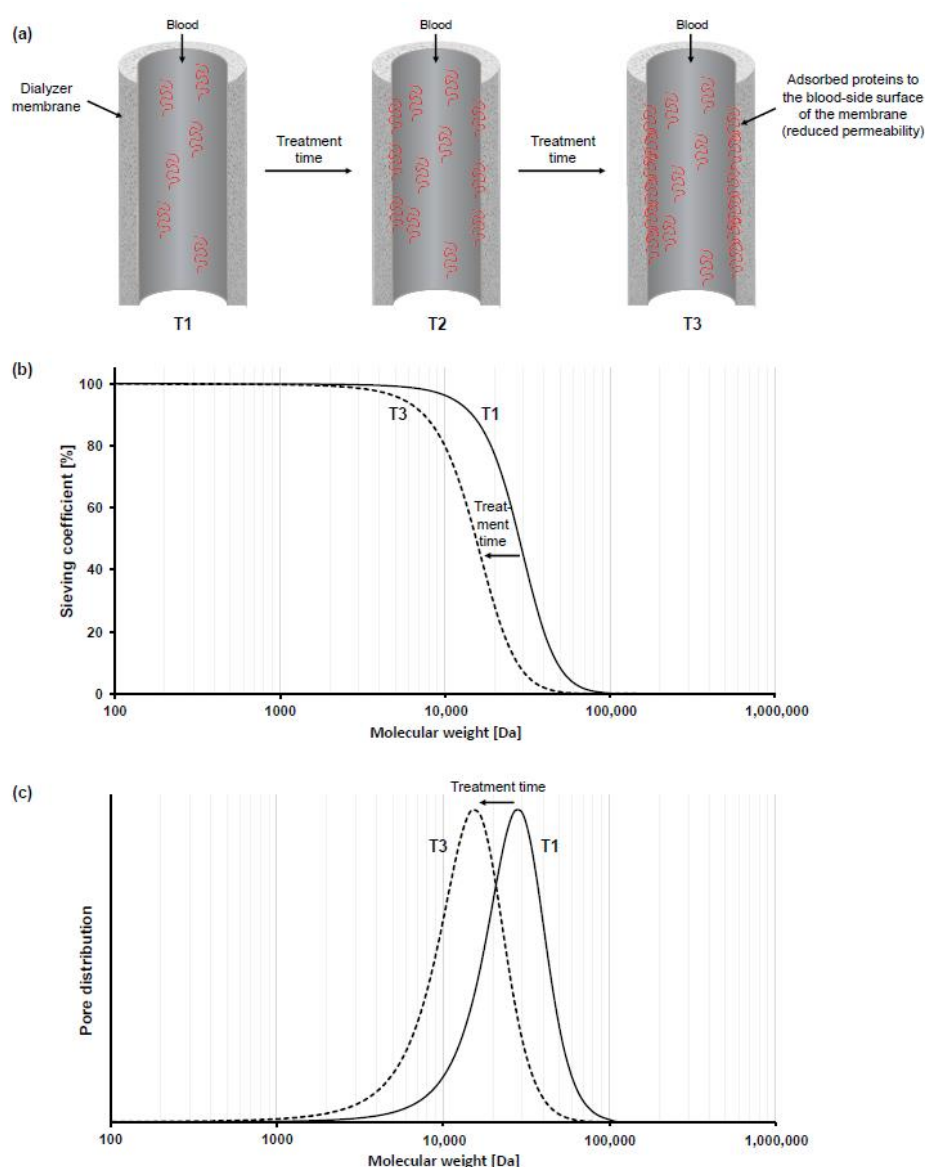 (a)
Blood
Blood
Blood
Dialyzer
membrane
Treatment
time
Treatment
time
Adsorbed proteins to
the blood-side surface
of the membrane
(reduced permeability)
T1
T2
T3
(b)
Sieving coefficient [%]
100
80
60
40
20
0
T3
T1
Treat-
ment
time
100
1000
10,000
100,000
1,000,000
Molecular weight [Da]
(c)
Treatment time
Pore distribution
T3
T1
100
1000
10,000
100,000
1,000,000
Molecular weight [Da]